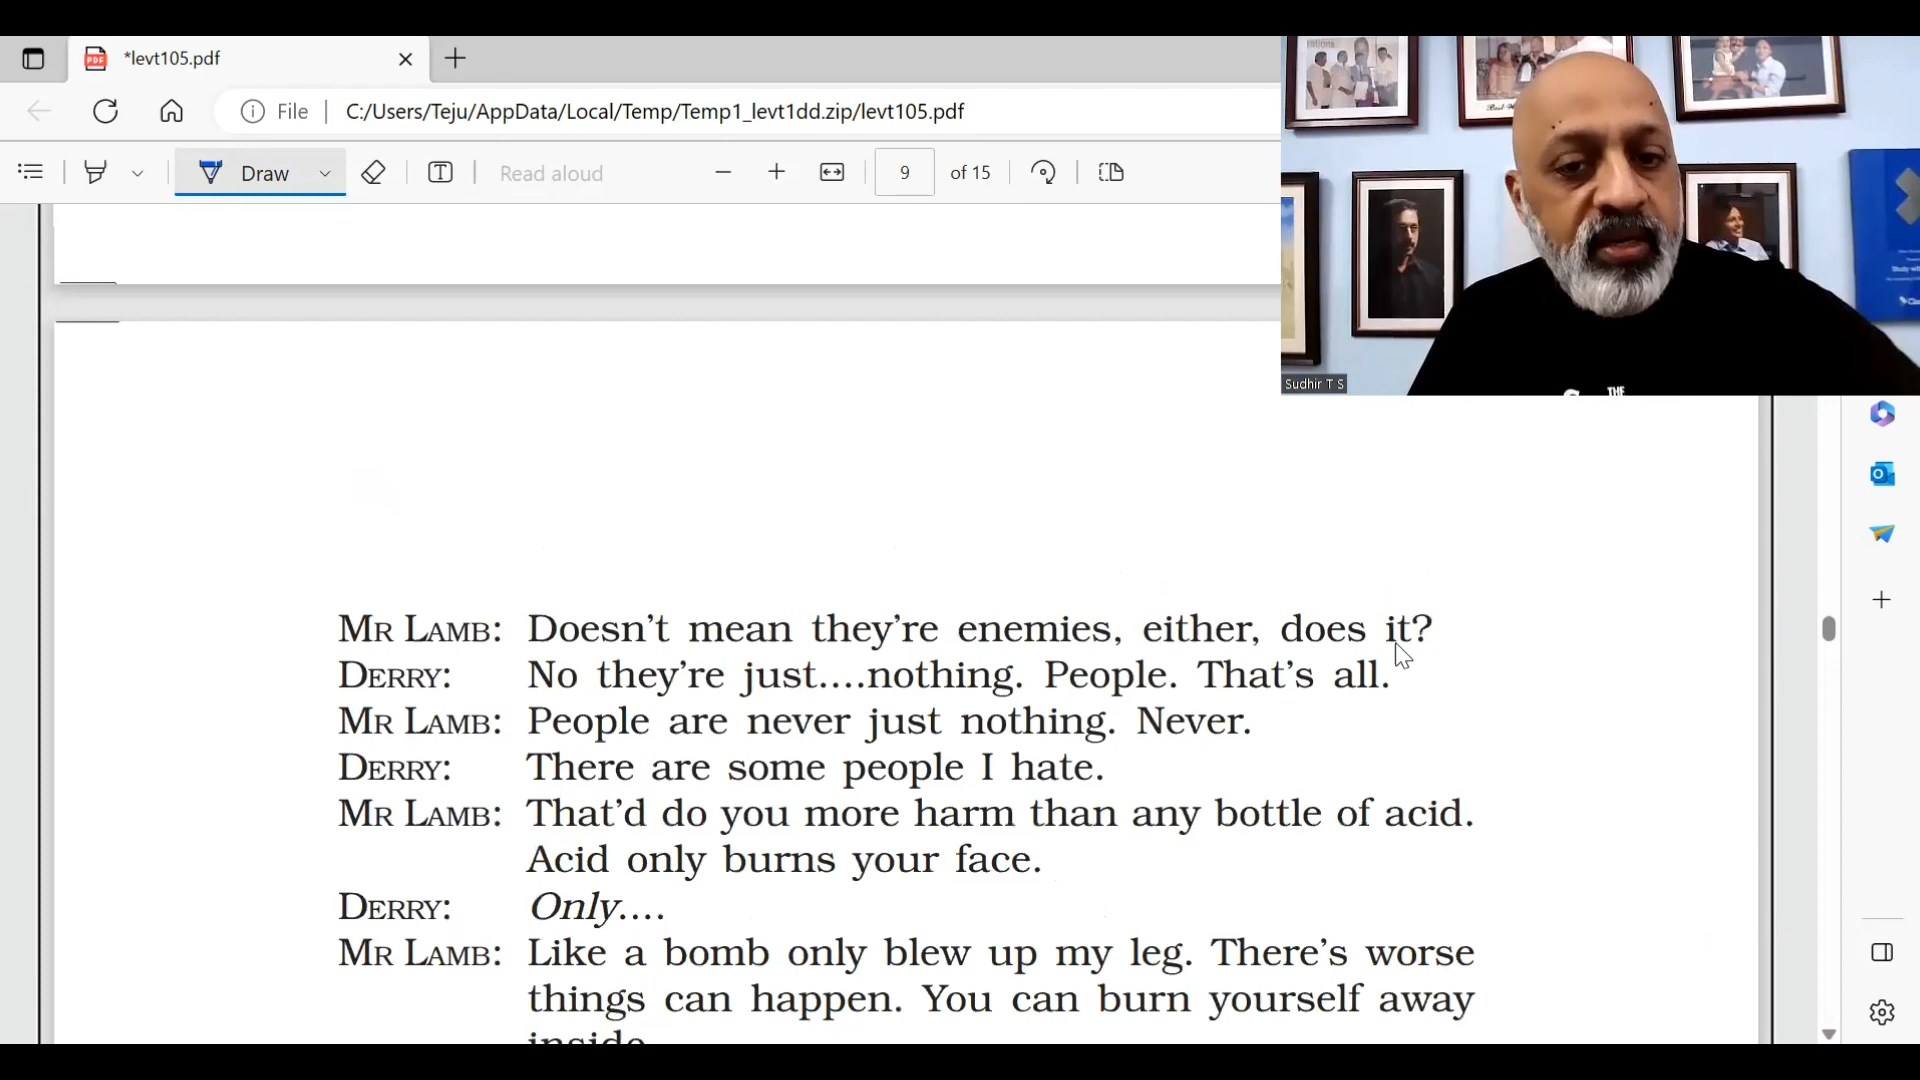 *levt105.pdf
File
C:/Users/Teju/AppData/Local/Temp/Temp1_levt1dd.zip/levt105.pdf
Draw
Read aloud
9 of 15
Sudhir T S
THE
MR LAMB: Doesn't mean they're enemies, either, does it?
DERRY: No they're just....nothing. People. That's all.
MR LAMB: People are never just nothing. Never.
DERRY: There are some people I hate.
MR LAMB: That'd do you more harm than any bottle of acid.
Acid only burns your face.
DERRY: Only....
MR LAMB: Like a bomb only blew up my leg. There's worse
things can happen. You can burn yourself away
inside.